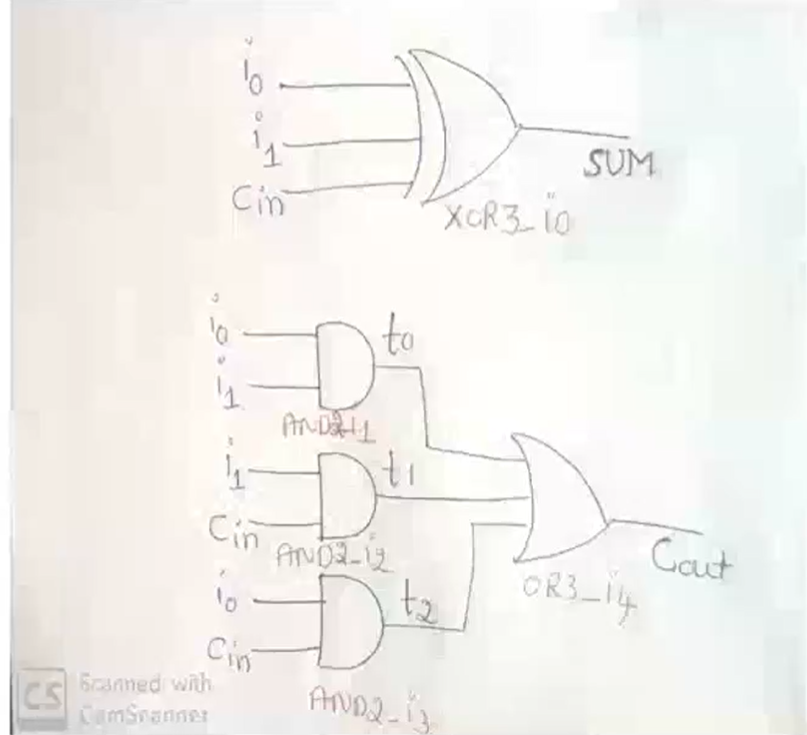 i0
i1
Cin
SUM
XOR3_i0
i0
i1
t0
AND2_i1
i1
Cin
t1
AND2_i2
i0
Cin
t2
AND2_i3
OR3_i4
Cout
CS
Scanned with
CamScanner